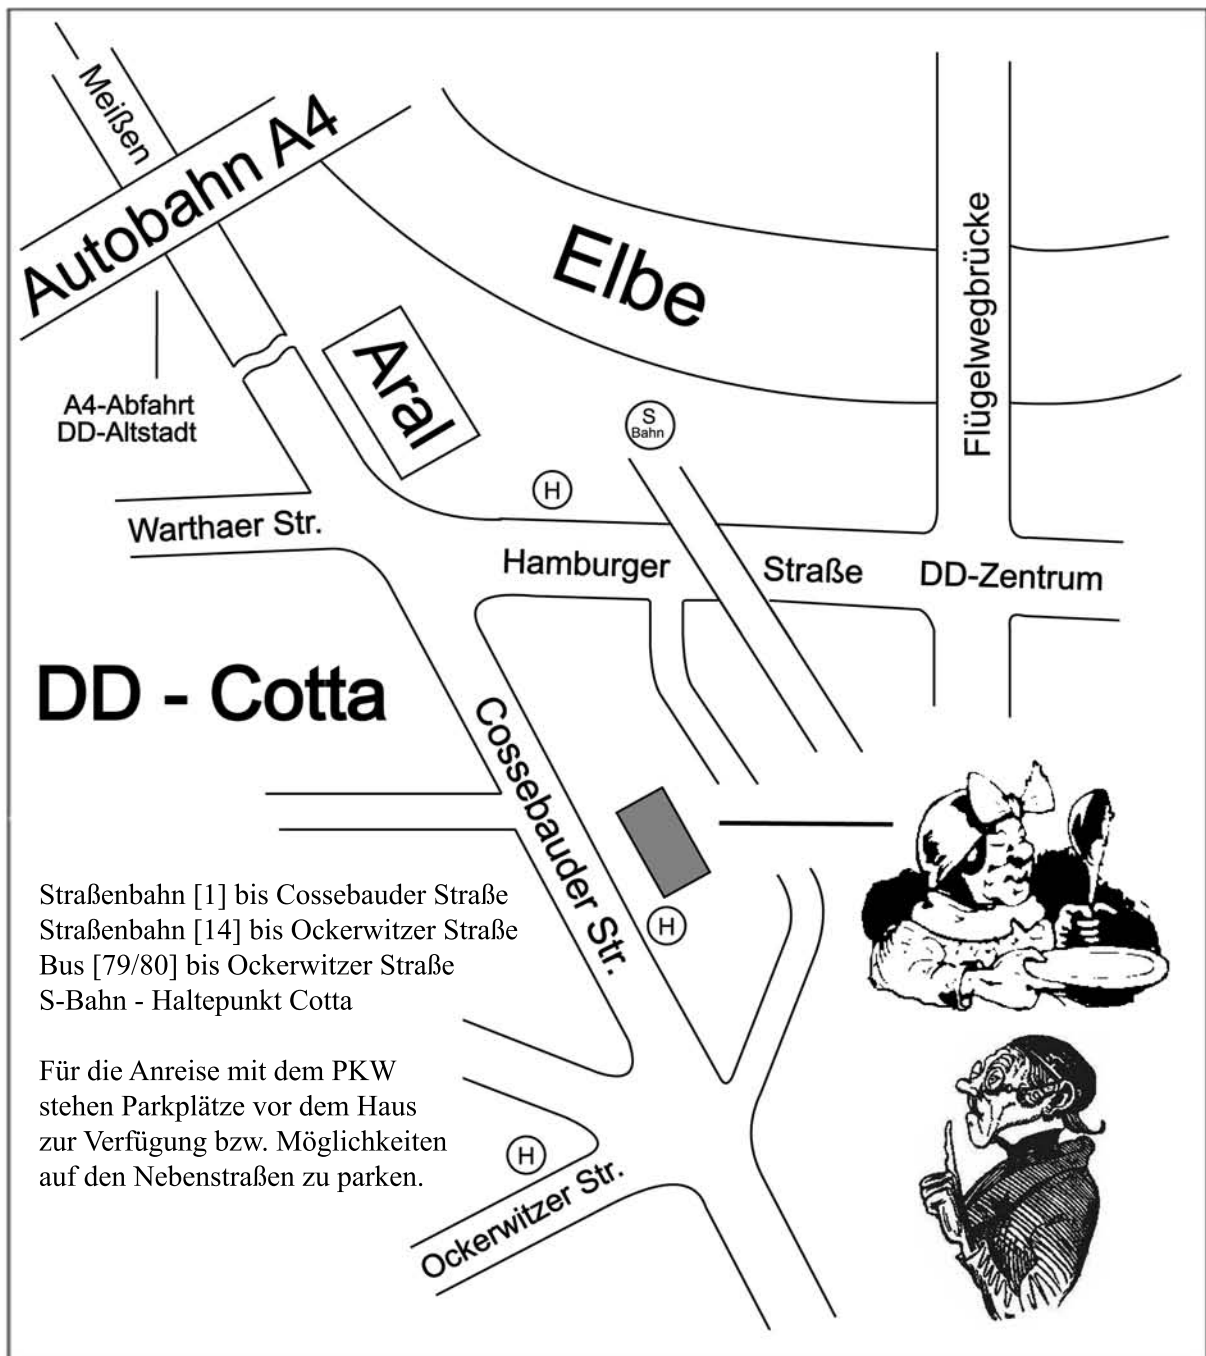 Meißen
Autobahn A4
Elbe
Flügelwegbrücke
Aral
A4-Abfahrt
DD-Altstadt
S
Bahn
H
Warthaer Str.
Hamburger Straße DD-Zentrum
DD - Cotta
Cossebauder Str.
H
Straßenbahn [1] bis Cossebauder Straße
Straßenbahn [14] bis Ockerwitzer Straße
Bus [79/80] bis Ockerwitzer Straße
S-Bahn - Haltepunkt Cotta
Für die Anreise mit dem PKW
stehen Parkplätze vor dem Haus
zur Verfügung bzw. Möglichkeiten
auf den Nebenstraßen zu parken.
H
Ockerwitzer Str.